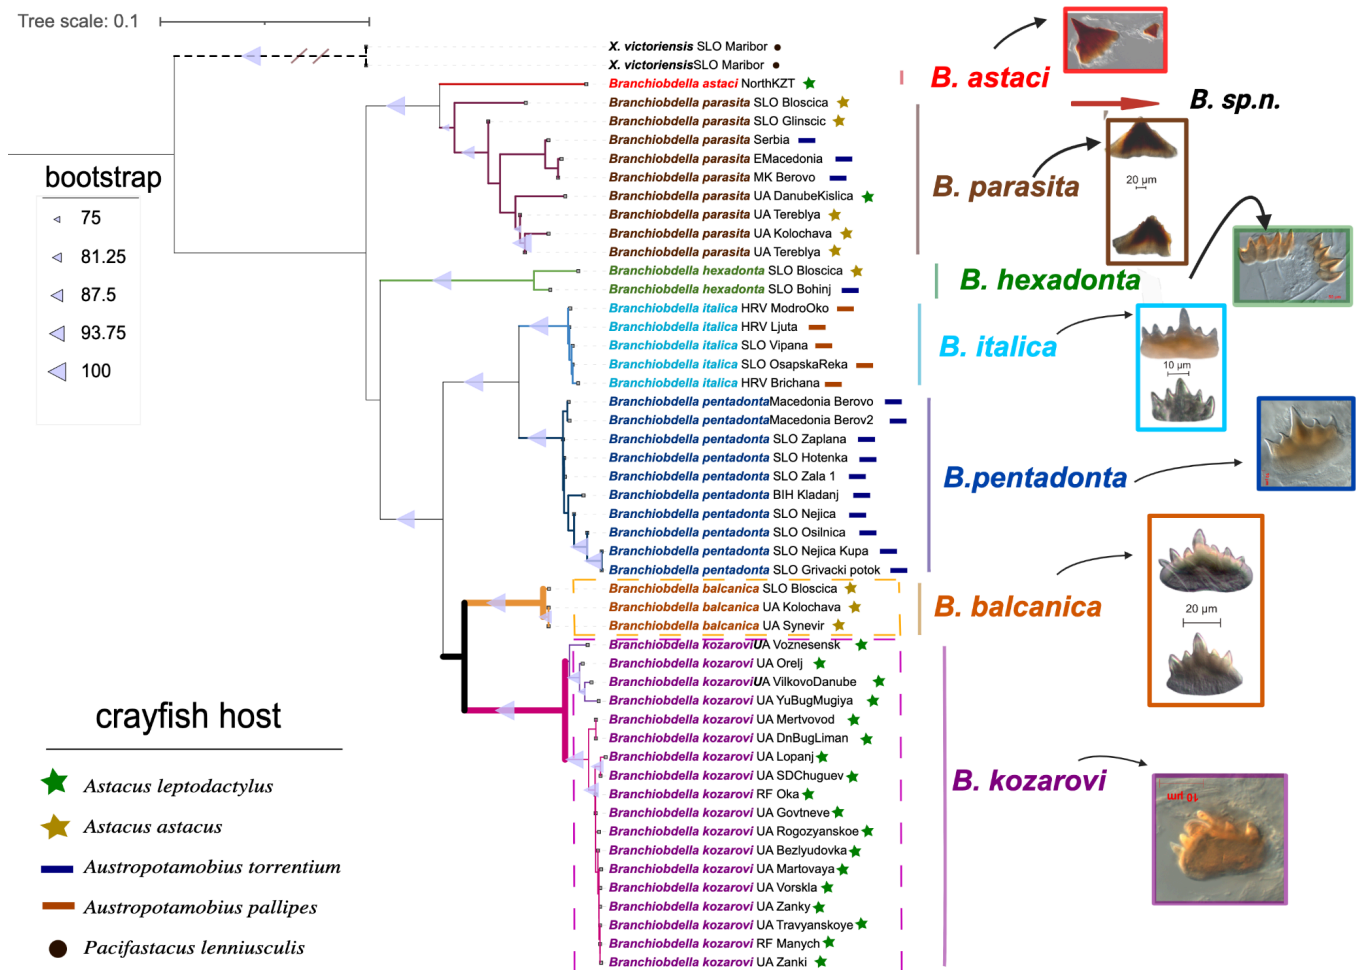 Tree scale: 0.1
X. victoriensis SLO Maribor
X. victoriensisSLO Maribor
Branchiobdella astaci NorthKZT
Branchiobdella parasita SLO Bloscica
Branchiobdella parasita SLO Glinscic
Branchiobdella parasita Serbia
Branchiobdella parasita EMacedonia
Branchiobdella parasita MK Berovo
Branchiobdella parasita UA DanubeKislica
Branchiobdella parasita UA Tereblya
Branchiobdella parasita UA Kolochava
Branchiobdella parasita UA Tereblya
Branchiobdella hexadonta SLO Bloscica
Branchiobdella hexadonta SLO Bohinj
Branchiobdella italica HRV ModroOko
Branchiobdella italica HRV Ljuta
Branchiobdella italica SLO Vipana
Branchiobdella italica SLO OsapskaReka
Branchiobdella italica HRV Brichana
Branchiobdella pentadontaMacedonia Berovo
Branchiobdella pentadontaMacedonia Berov2
Branchiobdella pentadonta SLO Zaplana
Branchiobdella pentadonta SLO Hotenka
Branchiobdella pentadonta SLO Zala 1
Branchiobdella pentadonta BIH Kladanj
Branchiobdella pentadonta SLO Nejica
Branchiobdella pentadonta SLO Osilnica
Branchiobdella pentadonta SLO Nejica Kupa
Branchiobdella pentadonta SLO Grivacki potok
Branchiobdella balcanica SLO Bloscica
Branchiobdella balcanica UA Kolochava
Branchiobdella balcanica UA Synevir
Branchiobdella kozaroviUA Voznesensk
Branchiobdella kozarovi UA Orelj
Branchiobdella kozaroviUA VilkovoDanube
Branchiobdella kozarovi UA YuBugMugiya
Branchiobdella kozarovi UA Mertvovod
Branchiobdella kozarovi UA DnBugLiman
Branchiobdella kozarovi UA Lopanj
Branchiobdella kozarovi UA SDChuguev
Branchiobdella kozarovi RF Oka
Branchiobdella kozarovi UA Govtneve
Branchiobdella kozarovi UA Rogozyanskoe
Branchiobdella kozarovi UA Bezlyudovka
Branchiobdella kozarovi UA Martovaya
Branchiobdella kozarovi UA Vorskla
Branchiobdella kozarovi UA Zanky
Branchiobdella kozarovi UA Travyanskoye
Branchiobdella kozarovi RF Manych
Branchiobdella kozarovi UA Zanki
bootstrap
75
81.25
87.5
93.75
100
crayfish host
Astacus leptodactylus
Astacus astacus
Austropotamobius torrentium
Austropotamobius pallipes
Pacifastacus lenniusculis
B. astaci
B. sp.n.
B. parasita
20 µm
B. hexadonta
B. italica
10 µm
B.pentadonta
B. balcanica
20 µm
B. kozarovi
10 µm